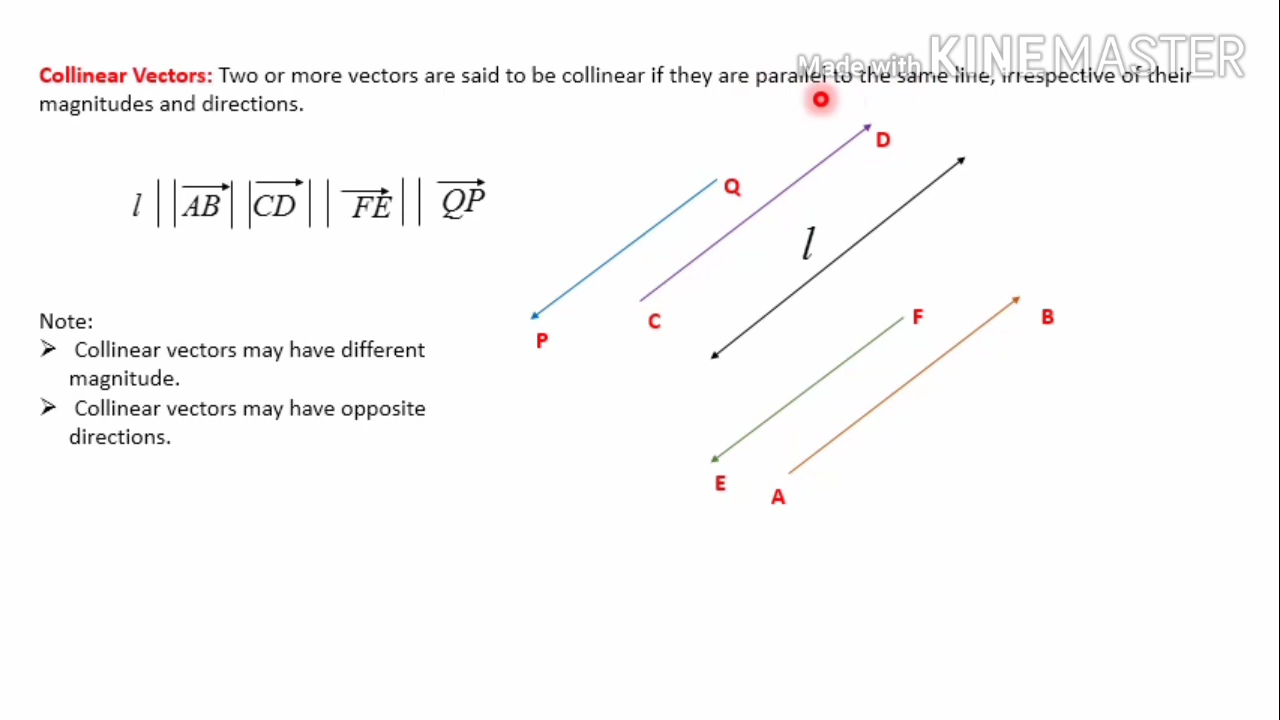 Made with KINEMASTER
Collinear Vectors: Two or more vectors are said to be collinear if they are parallel to the same line, irrespective of their
magnitudes and directions.
D
Q
l || AB | | CD || FE || QP
l
C
F
B
P
Note:
➤ Collinear vectors may have different
magnitude.
➤ Collinear vectors may have opposite
directions.
E
A